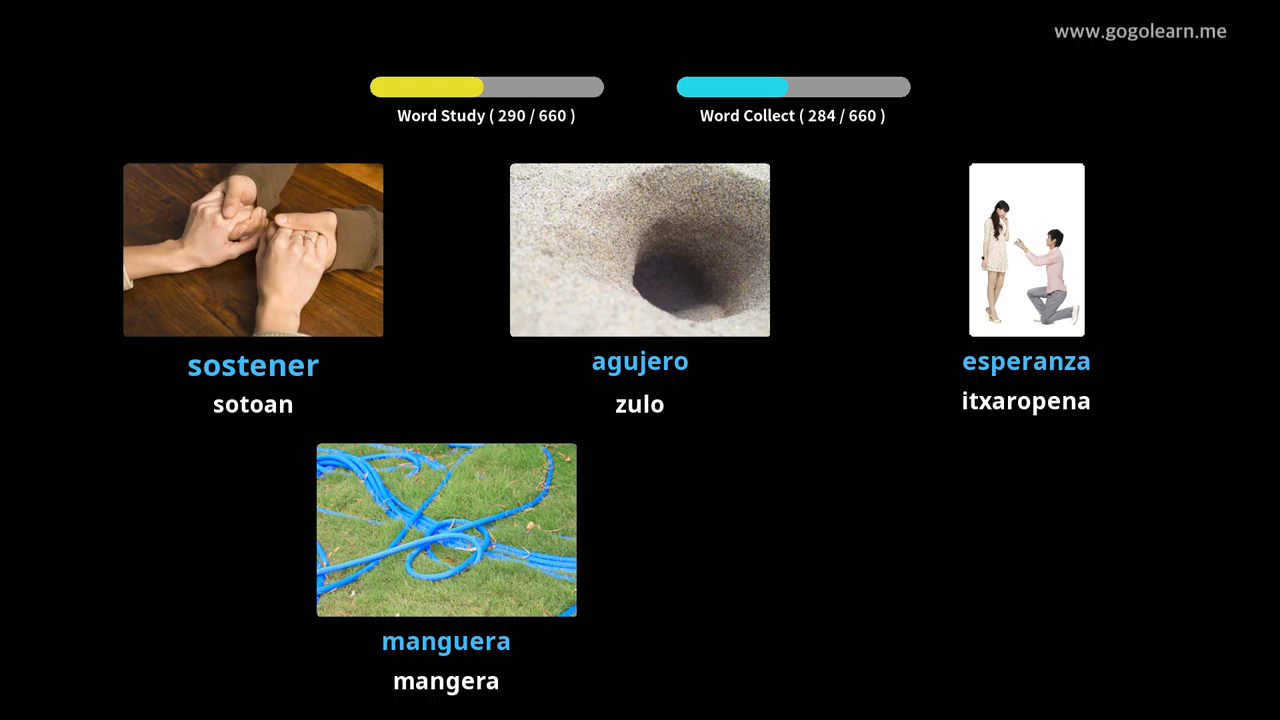 www.gogolearn.me
Word Study ( 290 / 660 )
Word Collect ( 284 / 660 )
sostener
sotoan
agujero
zulo
esperanza
itxaropena
manguera
mangera